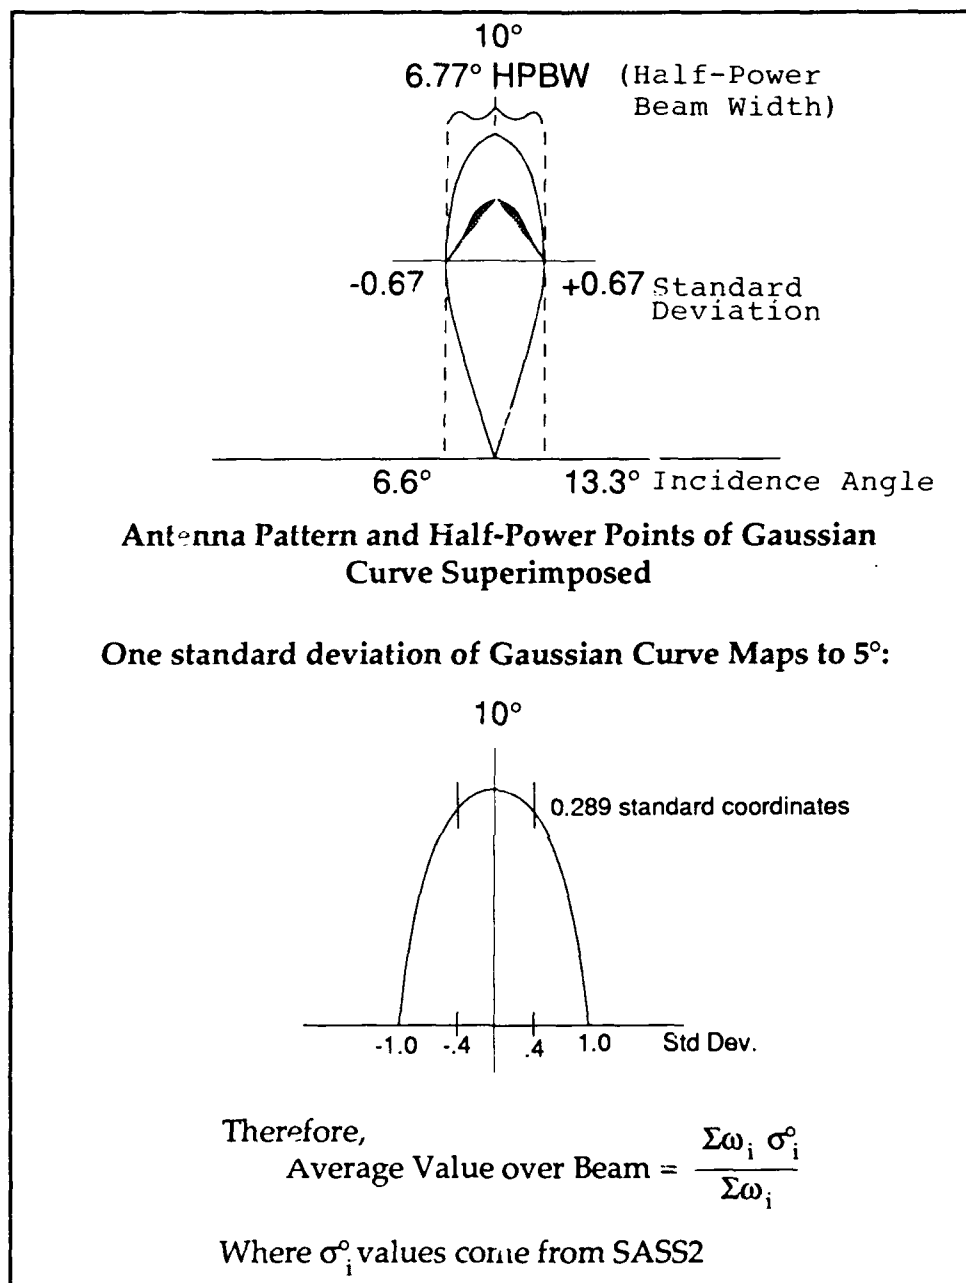 10°
6.77° HPBW (Half-Power
Beam Width)
-0.67 +0.67 Standard
Deviation
6.6° 13.3° Incidence Angle
Antenna Pattern and Half-Power Points of Gaussian
Curve Superimposed
One standard deviation of Gaussian Curve Maps to 5°:
10°
0.289 standard coordinates
-1.0 -.4 .4 1.0 Std Dev.
Therefore,
Average Value over Beam = Σω_i σ°_i / Σω_i
Where σ°_i values come from SASS2